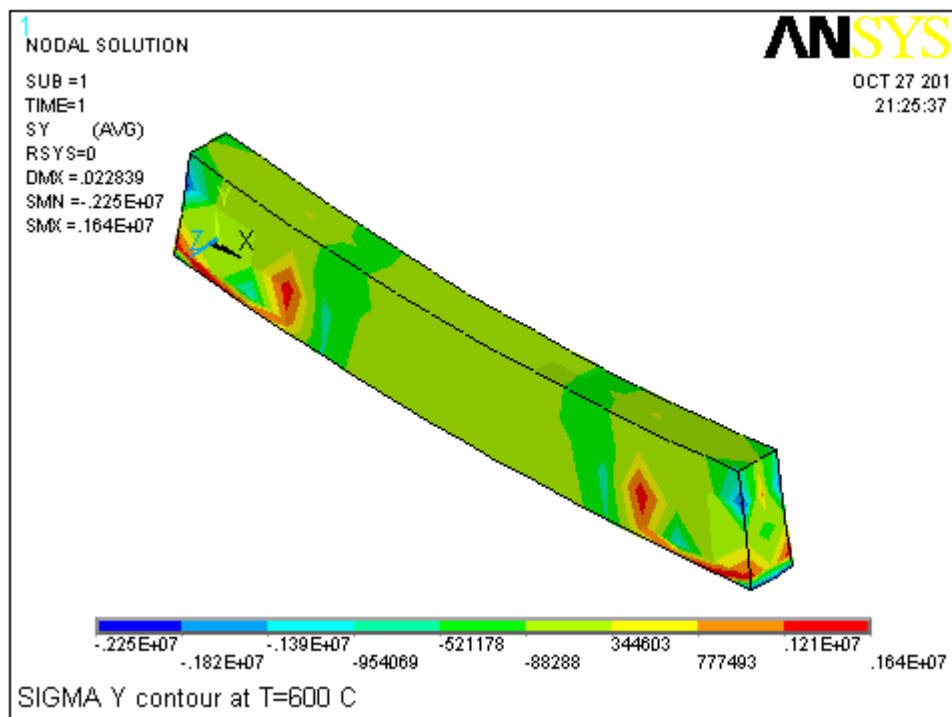 1
NODAL SOLUTION
SUB =1
TIME=1
SY (AVG)
RSYS=0
DMX =.022839
SMN =-.225E+07
SMX =.164E+07
ANSYS
OCT 27 201
21:25:37
Y
Z X
-.225E+07 -.139E+07 -521178 344603 .121E+07
-.182E+07 -954069 -88288 777493 .164E+07
SIGMA Y contour at T=600 C